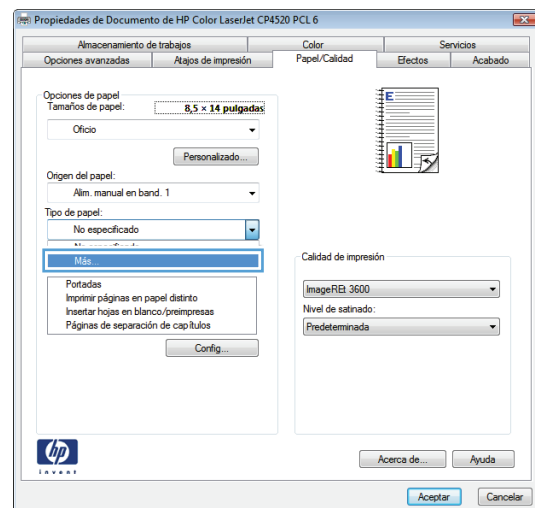 Propiedades de Documento de HP Color LaserJet CP4520 PCL 6
Almacenamiento de trabajos
Color
Servicios
Opciones avanzadas
Atajos de impresión
Papel/Calidad
Efectos
Acabado
Opciones de papel
Tamaños de papel:
8,5 × 14 pulgadas
Oficio
Personalizado...
Origen del papel:
Alim. manual en band. 1
Tipo de papel:
No especificado
Más...
Portadas
Imprimir páginas en papel distinto
Insertar hojas en blanco/preimpresas
Páginas de separación de capítulos
Config...
E
Calidad de impresión
ImageREt 3600
Nivel de satinado:
Predeterminada
hp
invent
Acerca de...
Ayuda
Aceptar
Cancelar